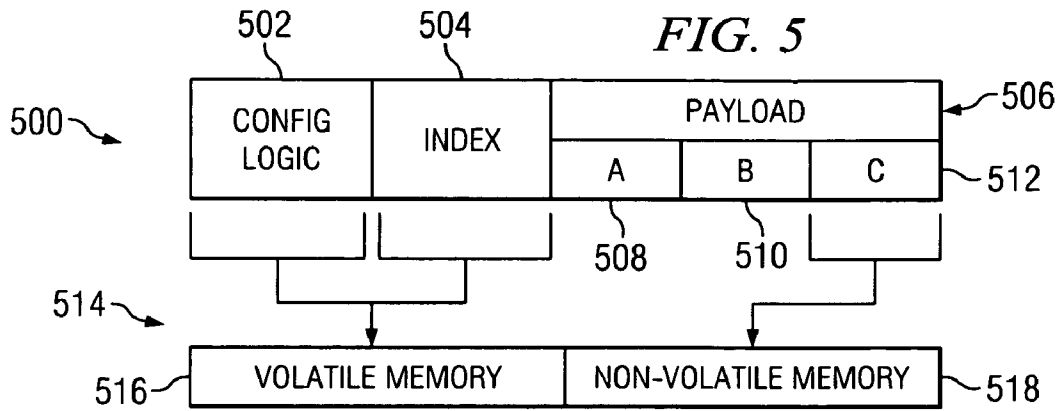 502
504
FIG. 5
500
CONFIG
LOGIC
INDEX
PAYLOAD
506
A
B
C
512
508
510
514
516
VOLATILE MEMORY
NON-VOLATILE MEMORY
518